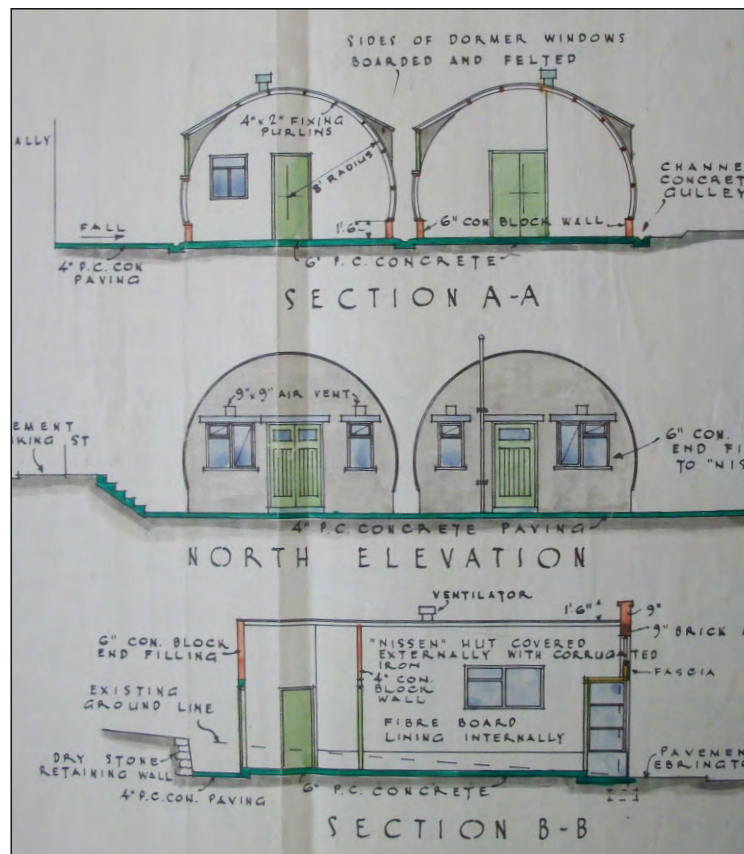 SIDES OF DORMER WINDOWS
BOARDED AND FELTED
4"x2" FIXING
PURLINS
8' RADIUS
ALLY
FALL
1'.6"
6" CON. BLOCK WALL
CHANNE
CONCRET
GULLEY
4" P.C. CON
PAVING
6" P.C. CONCRETE
SECTION A-A
9"x9" AIR VENT
EMENT
KING ST
6" CON.
END FI
TO "NIS
4" P.C. CONCRETE PAVING
NORTH ELEVATION
VENTILATOR
1'.6"
9"
9" BRICK
6" CON. BLOCK
END FILLING
"NISSEN" HUT COVERED
EXTERNALLY WITH CORRUGATED
IRON
4" CON.
BLOCK
WALL
FASCIA
EXISTING
GROUND LINE
FIBRE BOARD
LINING INTERNALLY
DRY STONE
RETAINING WALL
PAVEMEN
EBRINGT
4" P.C. CON. PAVING
6" P.C. CONCRETE
SECTION B-B